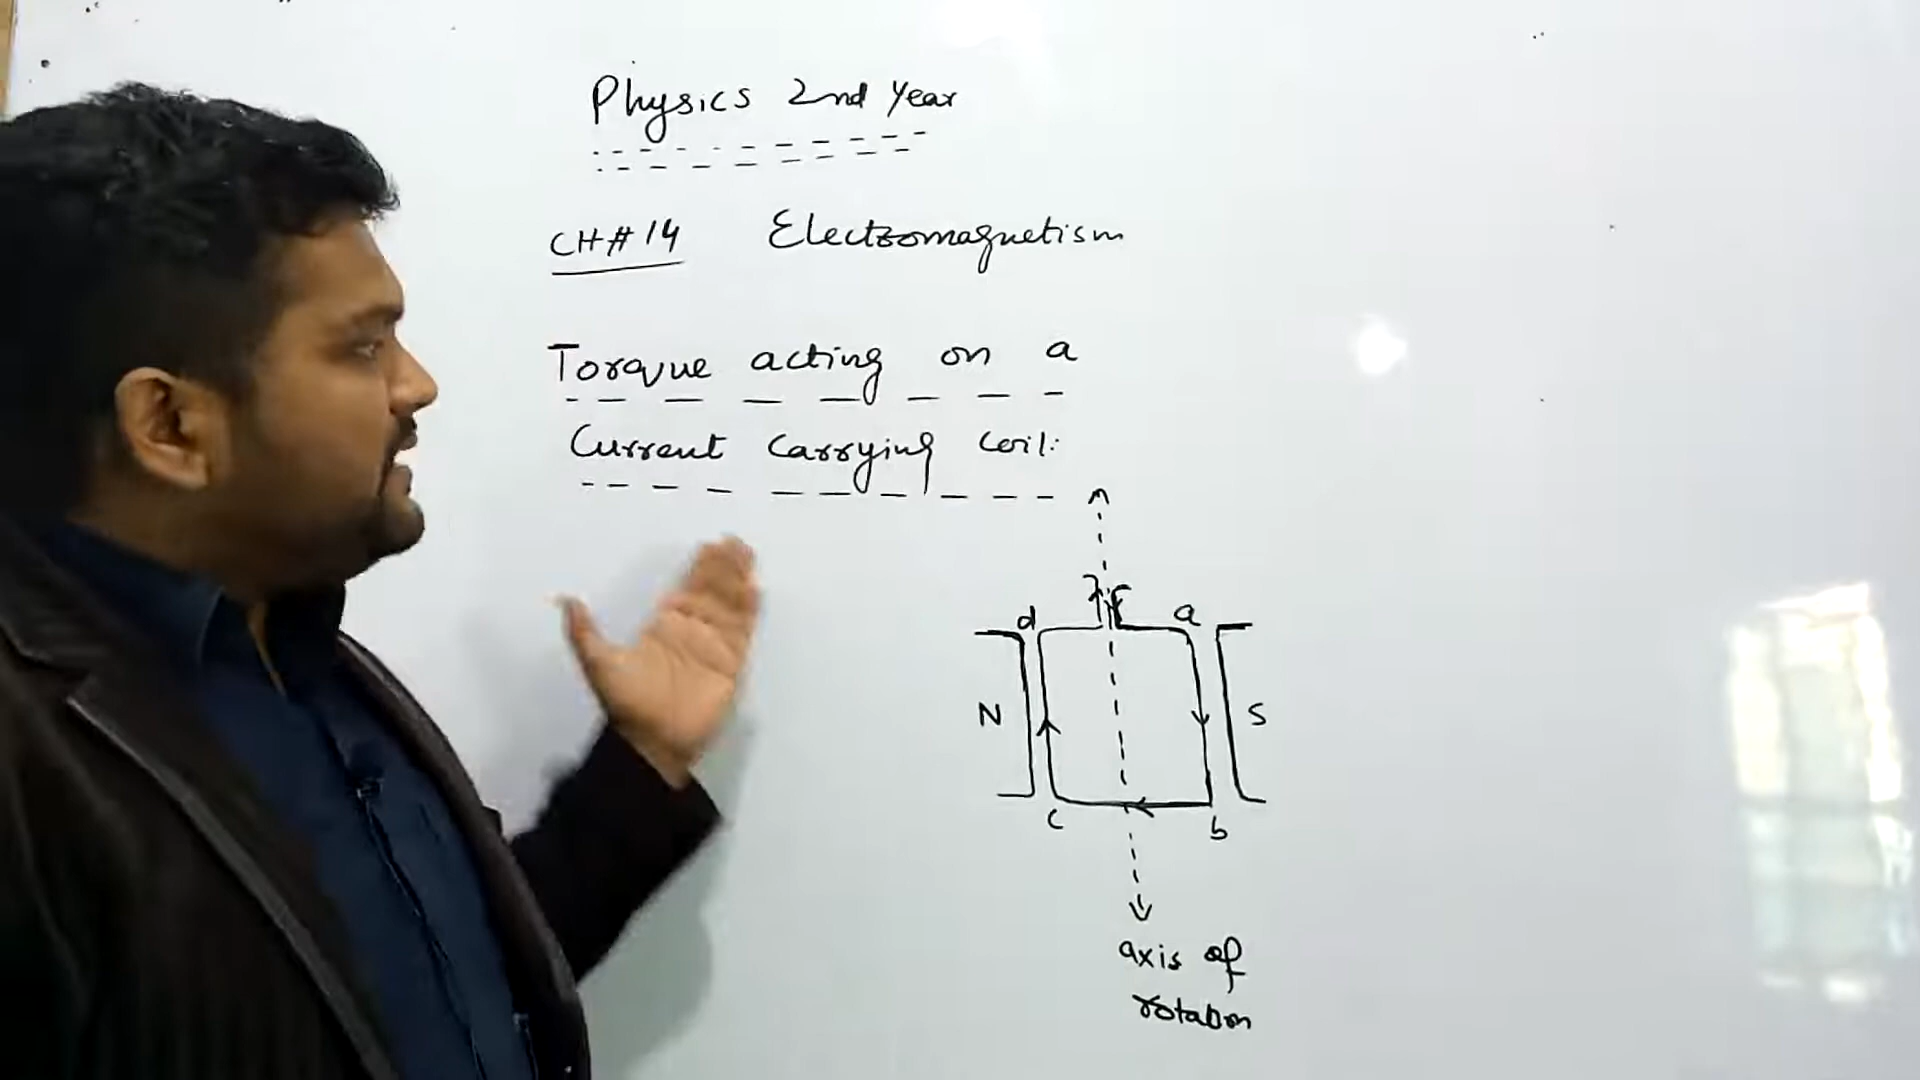 Physics 2nd Year
CH# 14 Electromagnetism
Torque acting on a
Current Carrying Coil:
d a
N S
c b
axis of
rotation